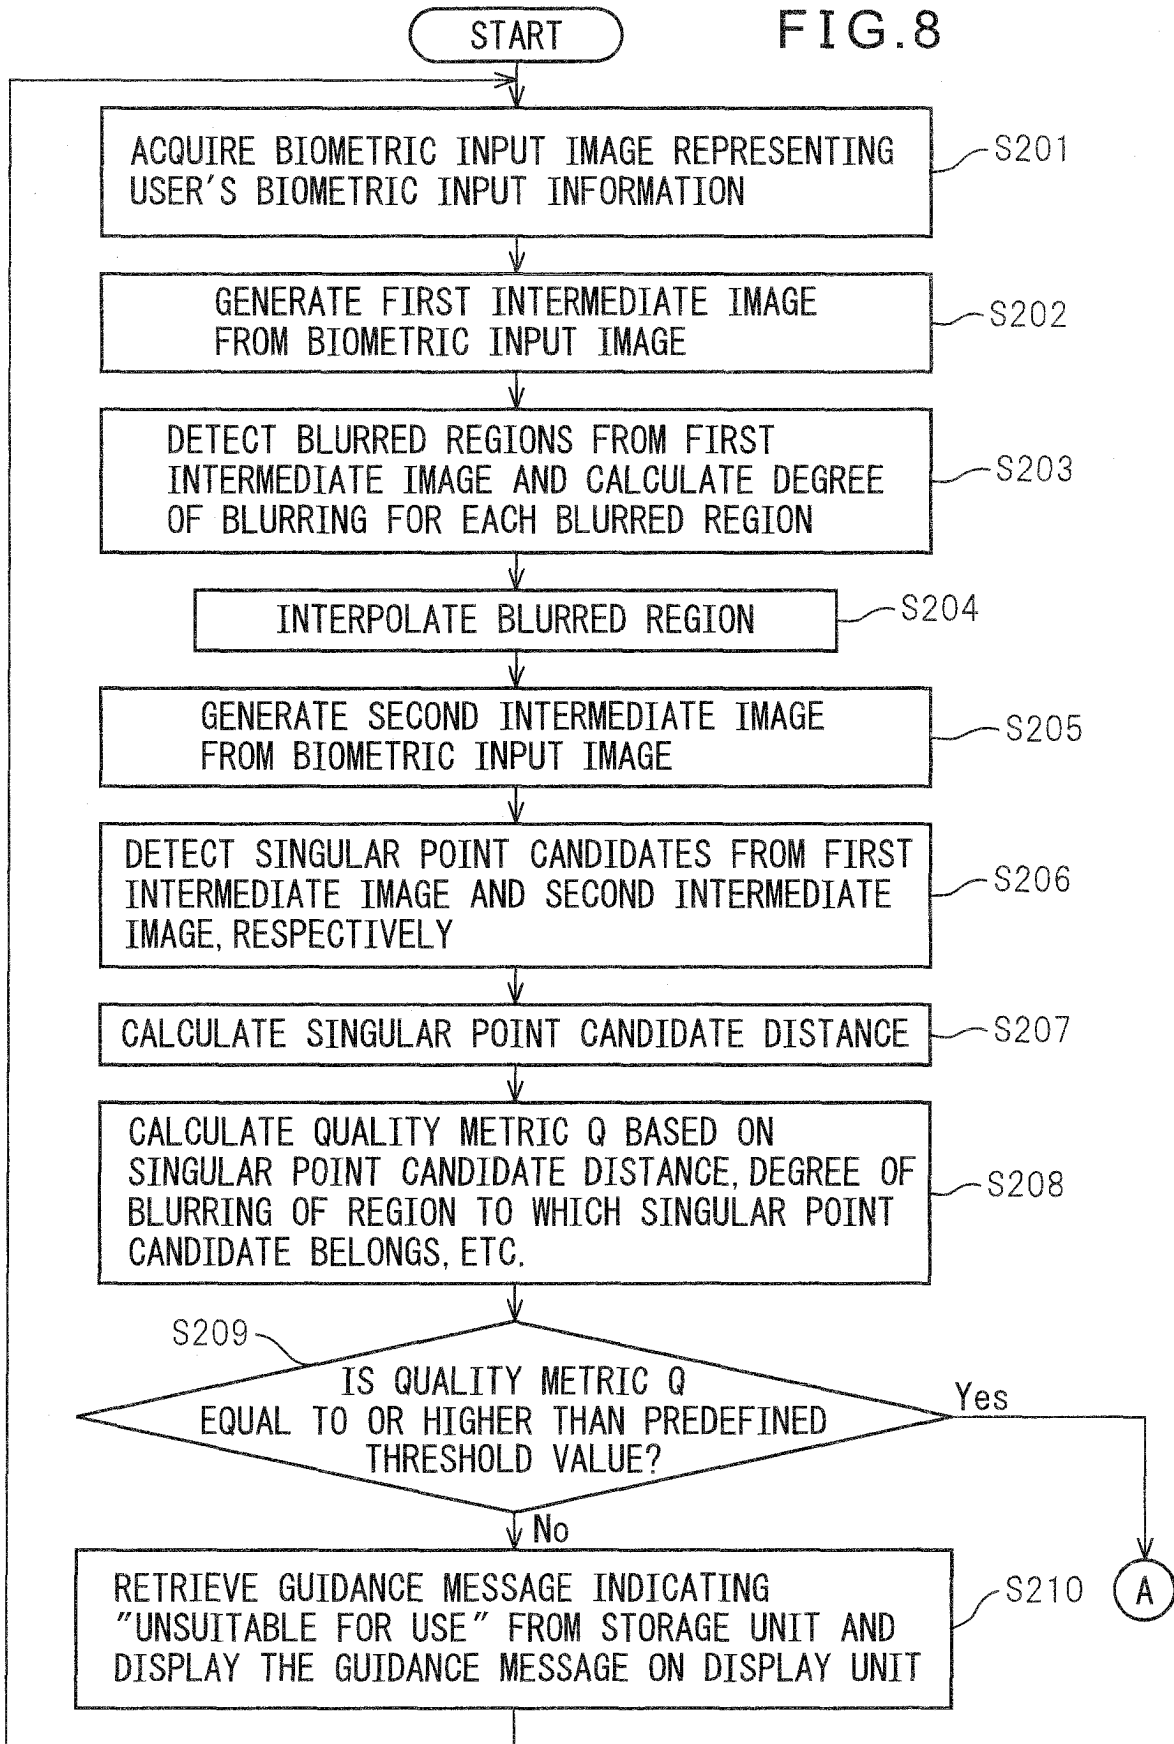 FIG.8
START
ACQUIRE BIOMETRIC INPUT IMAGE REPRESENTING
USER'S BIOMETRIC INPUT INFORMATION
S201
GENERATE FIRST INTERMEDIATE IMAGE
FROM BIOMETRIC INPUT IMAGE
S202
DETECT BLURRED REGIONS FROM FIRST
INTERMEDIATE IMAGE AND CALCULATE DEGREE
OF BLURRING FOR EACH BLURRED REGION
S203
INTERPOLATE BLURRED REGION
S204
GENERATE SECOND INTERMEDIATE IMAGE
FROM BIOMETRIC INPUT IMAGE
S205
DETECT SINGULAR POINT CANDIDATES FROM FIRST
INTERMEDIATE IMAGE AND SECOND INTERMEDIATE
IMAGE, RESPECTIVELY
S206
CALCULATE SINGULAR POINT CANDIDATE DISTANCE
S207
CALCULATE QUALITY METRIC Q BASED ON
SINGULAR POINT CANDIDATE DISTANCE, DEGREE OF
BLURRING OF REGION TO WHICH SINGULAR POINT
CANDIDATE BELONGS, ETC.
S208
S209
IS QUALITY METRIC Q
EQUAL TO OR HIGHER THAN PREDEFINED
THRESHOLD VALUE?
Yes
No
A
RETRIEVE GUIDANCE MESSAGE INDICATING
"UNSUITABLE FOR USE" FROM STORAGE UNIT AND
DISPLAY THE GUIDANCE MESSAGE ON DISPLAY UNIT
S210